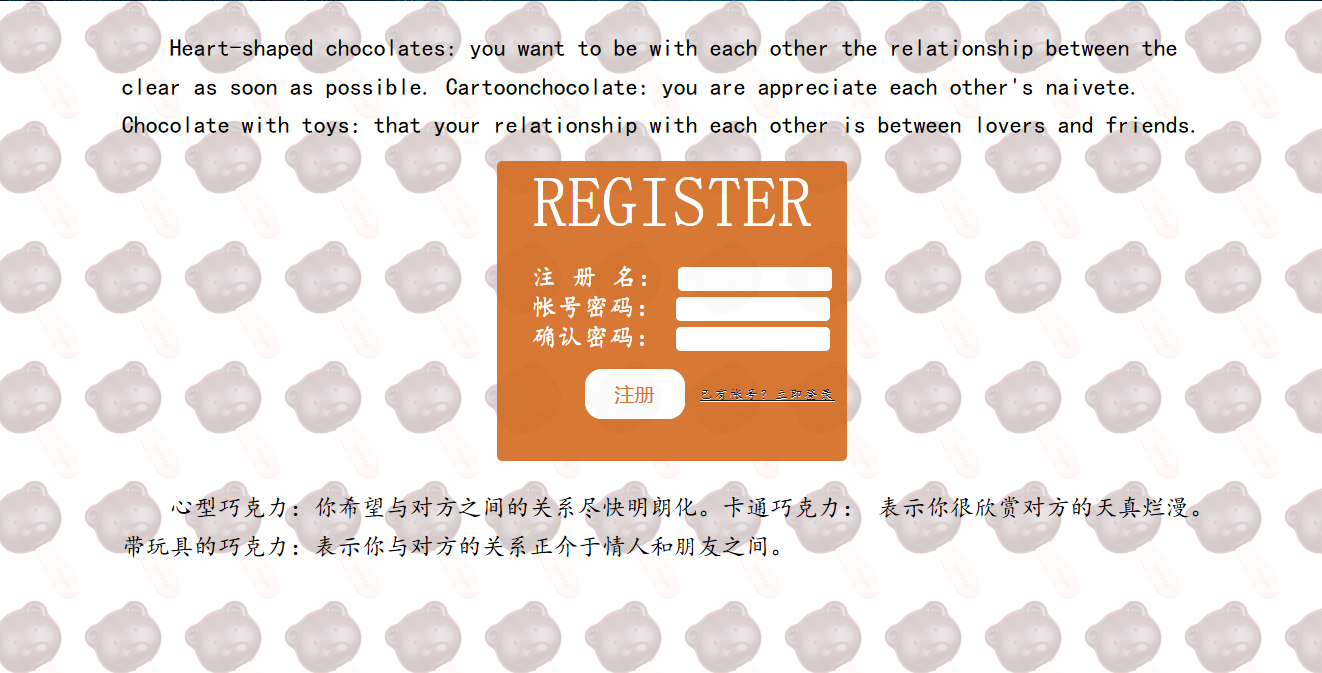 Heart-shaped chocolates: you want to be with each other the relationship between the
clear as soon as possible. Cartoonchocolate: you are appreciate each other's naivete.
Chocolate with toys: that your relationship with each other is between lovers and friends.
REGISTER
注 册 名：
帐号密码：
确认密码：
注册 已有帐号？立即登录
心型巧克力：你希望与对方之间的关系尽快明朗化。卡通巧克力： 表示你很欣赏对方的天真烂漫。
带玩具的巧克力：表示你与对方的关系正介于情人和朋友之间。